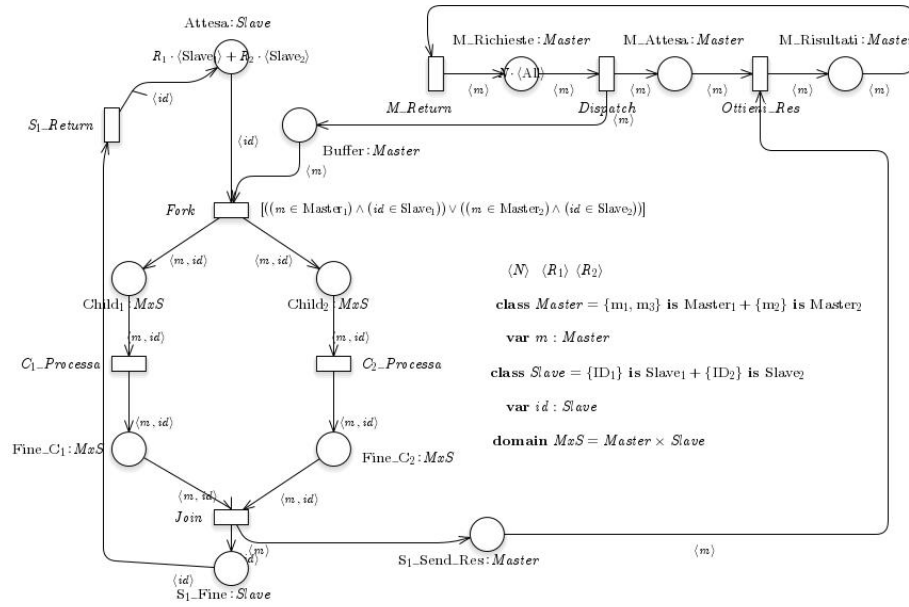 Attesa:Slave
R₁·⟨Slave₁⟩ + R₂·⟨Slave₂⟩
M_Richieste:Master
M_Attesa:Master
M_Risultati:Master
N·⟨All⟩
⟨m⟩
⟨m⟩
⟨m⟩
⟨m⟩
⟨m⟩
⟨m⟩
⟨id⟩
M_Return
Dispatch
Ottieni_Res
⟨m⟩
S₁_Return
⟨id⟩
Buffer:Master
⟨m⟩
Fork
[((m ∈ Master₁) ∧ (id ∈ Slave₁)) ∨ ((m ∈ Master₂) ∧ (id ∈ Slave₂))]
⟨m, id⟩
⟨m, id⟩
⟨N⟩ ⟨R₁⟩ ⟨R₂⟩
Child₁:MxS
Child₂:MxS
class Master = {m₁, m₃} is Master₁ + {m₂} is Master₂
⟨m, id⟩
⟨m, id⟩
var m : Master
C₁_Processa
C₂_Processa
class Slave = {ID₁} is Slave₁ + {ID₂} is Slave₂
var id : Slave
⟨m, id⟩
⟨m, id⟩
domain MxS = Master × Slave
Fine_C₁:MxS
Fine_C₂:MxS
⟨m, id⟩
⟨m, id⟩
Join
⟨m⟩
⟨m⟩
id⟩
S₁_Send_Res:Master
⟨id⟩
S₁_Fine:Slave